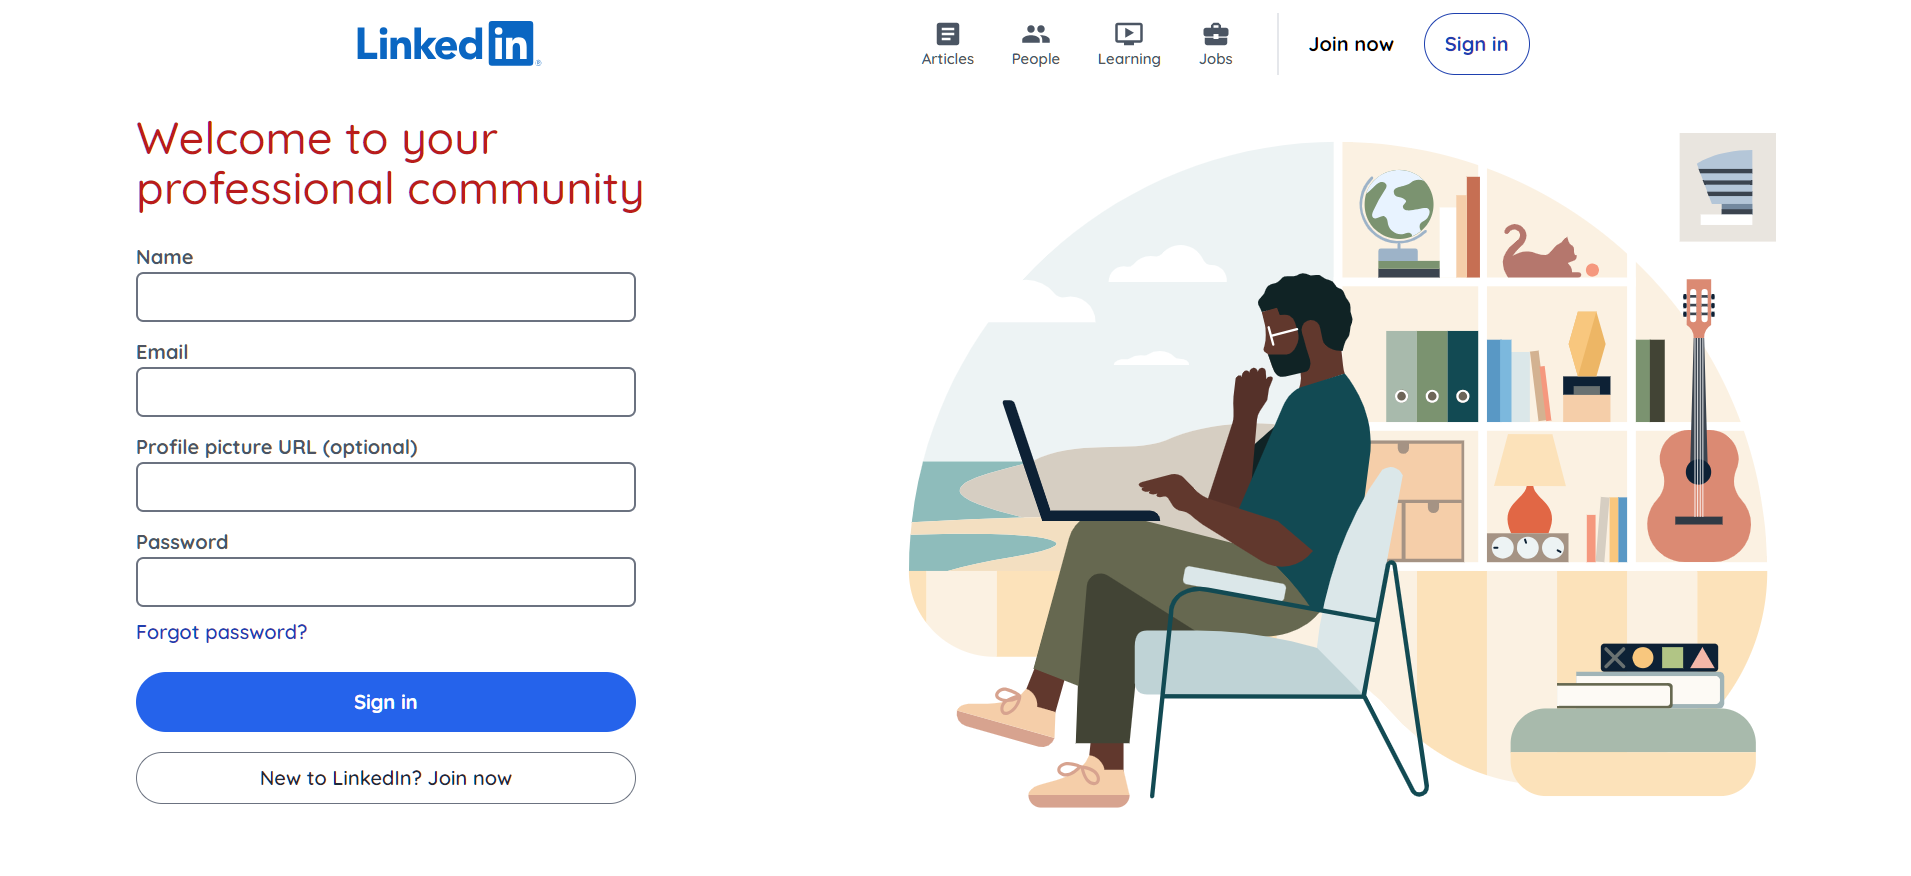 Linked in ®
Articles
People
Learning
Jobs
Join now
Sign in
Welcome to your
professional community
Name
Email
Profile picture URL (optional)
Password
Forgot password?
Sign in
New to LinkedIn? Join now